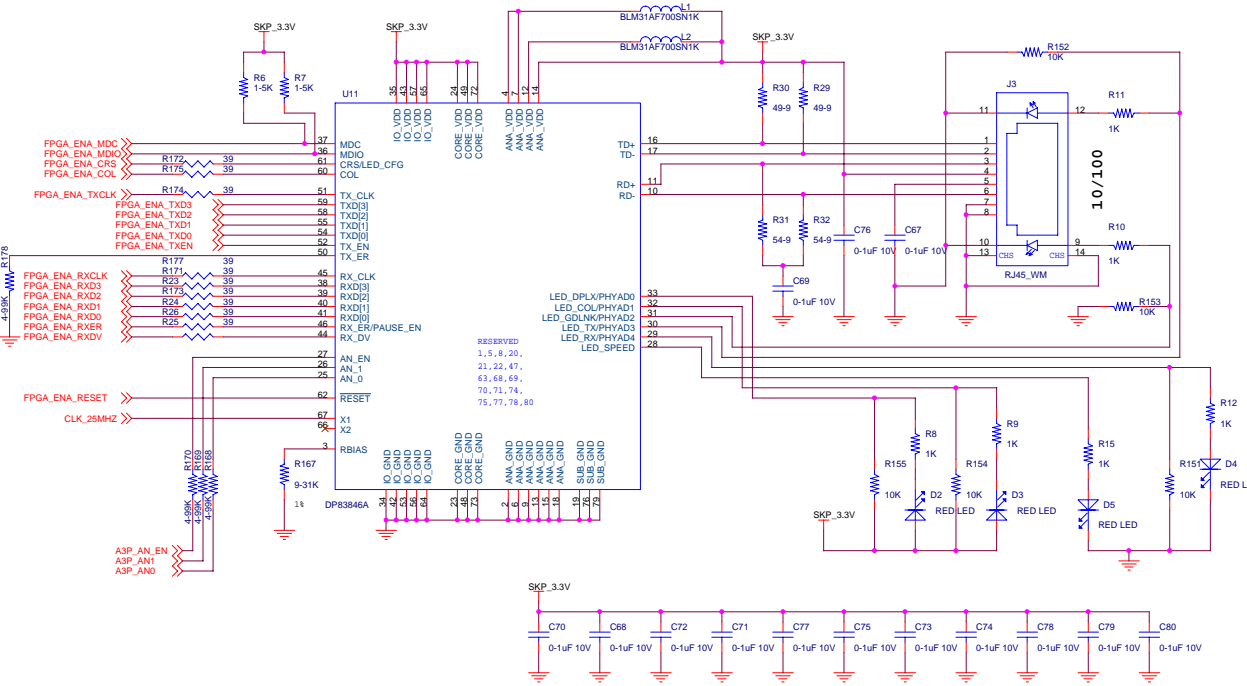 L1
BLM31AF700SN1K
L2
BLM31AF700SN1K
SKP_3.3V
SKP_3.3V
SKP_3.3V
R6
1-5K
R7
1-5K
U11
35
43
57
65
24
49
72
4
7
12
14
IO_VDD
IO_VDD
IO_VDD
IO_VDD
CORE_VDD
CORE_VDD
CORE_VDD
ANA_VDD
ANA_VDD
ANA_VDD
ANA_VDD
R30
49-9
R29
49-9
R152
10K
J3
11
12
R11
1K
FPGA_ENA_MDC
37
MDC
FPGA_ENA_MDIO
36
MDIO
FPGA_ENA_CRS
R172
39
61
CRS/LED_CFG
FPGA_ENA_COL
R175
39
60
COL
FPGA_ENA_TXCLK
R174
39
51
TX_CLK
FPGA_ENA_TXD3
59
TXD[3]
FPGA_ENA_TXD2
58
TXD[2]
FPGA_ENA_TXD1
55
TXD[1]
FPGA_ENA_TXD0
54
TXD[0]
FPGA_ENA_TXEN
52
TX_EN
50
TX_ER
R178
4-99K
TD+
16
TD-
17
RD+
11
RD-
10
1
2
3
4
5
6
7
8
10/100
R31
54-9
R32
54-9
C76
0-1uF 10V
C67
0-1uF 10V
C69
0-1uF 10V
10
9
13
CHS
CHS
14
RJ45_WM
R10
1K
R153
10K
R177
39
FPGA_ENA_RXCLK
R171
39
45
RX_CLK
FPGA_ENA_RXD3
R23
39
38
RXD[3]
FPGA_ENA_RXD2
R173
39
39
RXD[2]
FPGA_ENA_RXD1
R24
39
40
RXD[1]
FPGA_ENA_RXD0
R26
39
41
RXD[0]
FPGA_ENA_RXER
R25
39
46
RX_ER/PAUSE_EN
FPGA_ENA_RXDV
44
RX_DV
LED_DPLX/PHYAD0
33
LED_COL/PHYAD1
32
LED_GDLNK/PHYAD2
31
LED_TX/PHYAD3
30
LED_RX/PHYAD4
29
LED_SPEED
28
27
AN_EN
26
AN_1
25
AN_0
RESERVED
1,5,8,20,
21,22,47,
63,68,69,
70,71,74,
75,77,78,80
FPGA_ENA_RESET
62
RESET
CLK_25MHZ
67
X1
66
X2
3
RBIAS
R167
9-31K
1%
R170
R169
R168
4-99K
4-99K
4-99K
IO_GND
IO_GND
IO_GND
IO_GND
IO_GND
CORE_GND
CORE_GND
CORE_GND
ANA_GND
ANA_GND
ANA_GND
ANA_GND
ANA_GND
ANA_GND
SUB_GND
SUB_GND
SUB_GND
34
42
53
56
64
23
48
73
2
6
9
13
15
18
19
76
79
DP83846A
A3P_AN_EN
A3P_AN1
A3P_AN0
R155
10K
R8
1K
D2
RED LED
R154
10K
R9
1K
D3
RED LED
R15
1K
D5
RED LED
R151
10K
R12
1K
D4
RED L
SKP_3.3V
SKP_3.3V
C70
0-1uF 10V
C68
0-1uF 10V
C72
0-1uF 10V
C71
0-1uF 10V
C77
0-1uF 10V
C75
0-1uF 10V
C73
0-1uF 10V
C74
0-1uF 10V
C78
0-1uF 10V
C79
0-1uF 10V
C80
0-1uF 10V